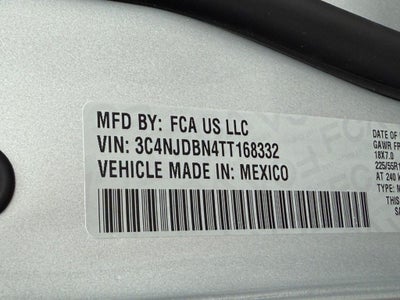 MFD BY: FCA US LLC
VIN: 3C4NJDBN4TT168332
VEHICLE MADE IN: MEXICO
DATE OF
GAWR FR
18X7.0
225/55R1
AT 240 k
TYPE: M